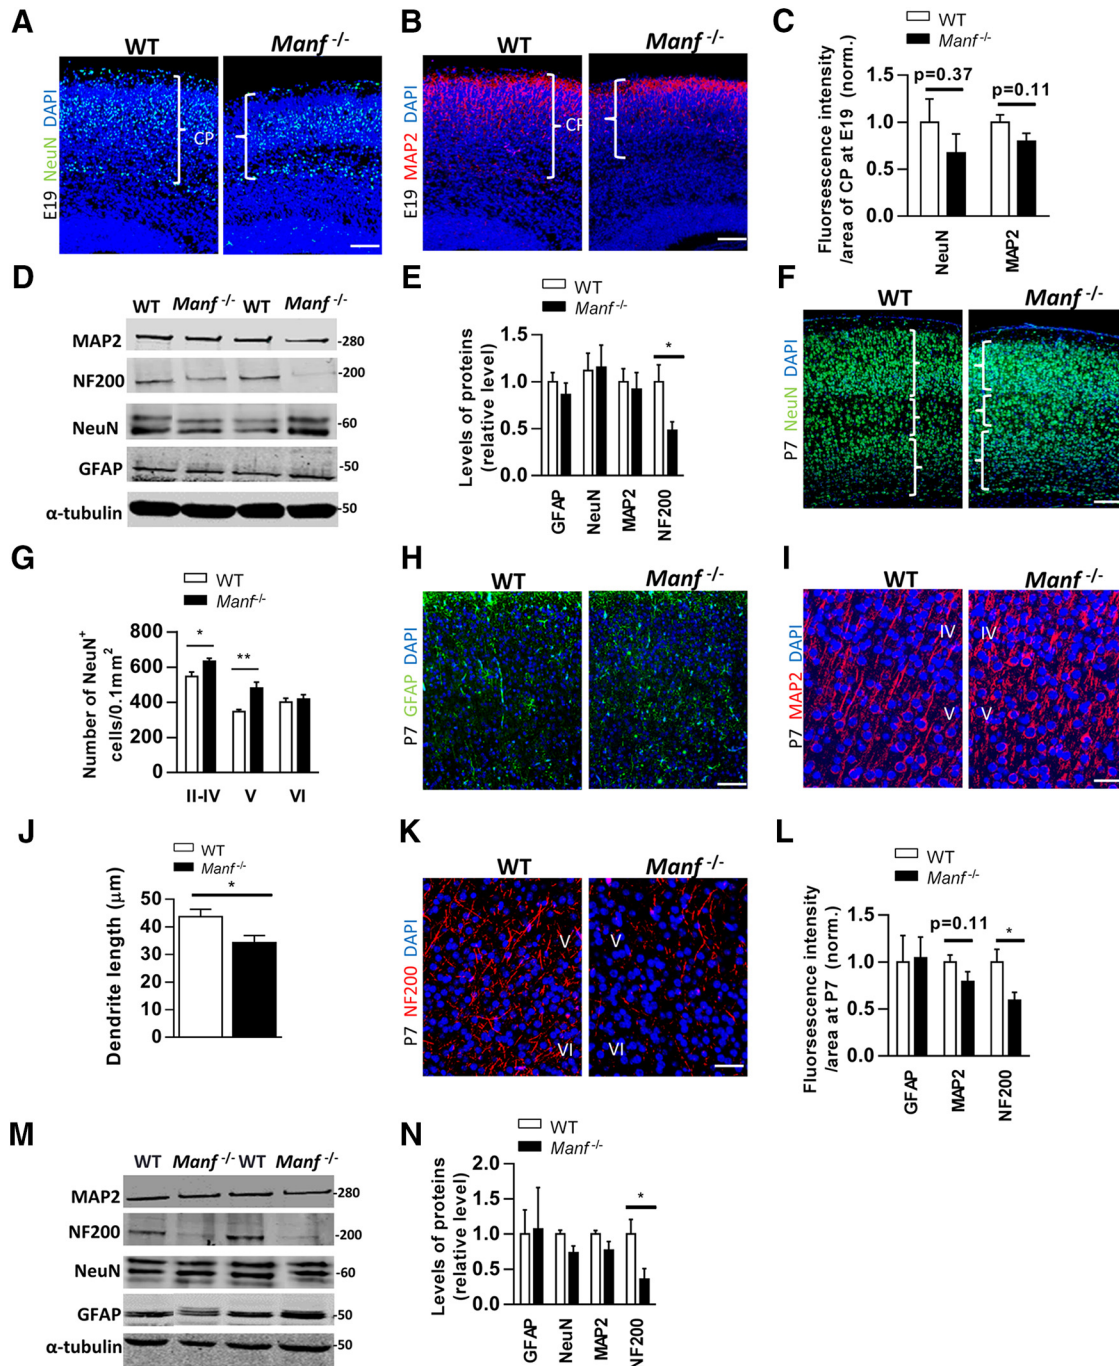 A
WT
Manf -/-
E19 NeuN DAPI
CP
B
WT
Manf -/-
E19 MAP2 DAPI
CP
C
WT
Manf-/-
Fluorsescence intensity
/area of CP at E19 (norm.)
1.5
1.0
0.5
0.0
p=0.37
p=0.11
NeuN
MAP2
D
WT Manf -/- WT Manf -/-
MAP2
-280
NF200
-200
NeuN
-60
GFAP
-50
α-tubulin
-50
E
WT
Manf -/-
Levels of proteins
(relative level)
1.5
1.0
0.5
0.0
*
GFAP
NeuN
MAP2
NF200
F
WT
Manf -/-
P7 NeuN DAPI
G
WT
Manf-/-
Number of NeuN+
cells/0.1mm2
800
600
400
200
0
*
**
II-IV V VI
H
WT
Manf -/-
P7 GFAP DAPI
I
WT
Manf -/-
P7 MAP2 DAPI
IV
IV
V
V
J
WT
Manf -/-
Dendrite length (µm)
50
40
30
20
10
0
*
K
WT
Manf -/-
P7 NF200 DAPI
V
V
VI
VI
L
WT
Manf -/-
Fluorescence intensity
/area at P7 (norm.)
1.5
1.0
0.5
0.0
p=0.11
*
GFAP
MAP2
NF200
M
WT Manf -/- WT Manf -/-
MAP2
-280
NF200
-200
NeuN
-60
GFAP
-50
α-tubulin
-50
N
WT
Manf -/-
Levels of proteins
(relative level)
2.0
1.5
1.0
0.5
0.0
*
GFAP
NeuN
MAP2
NF200